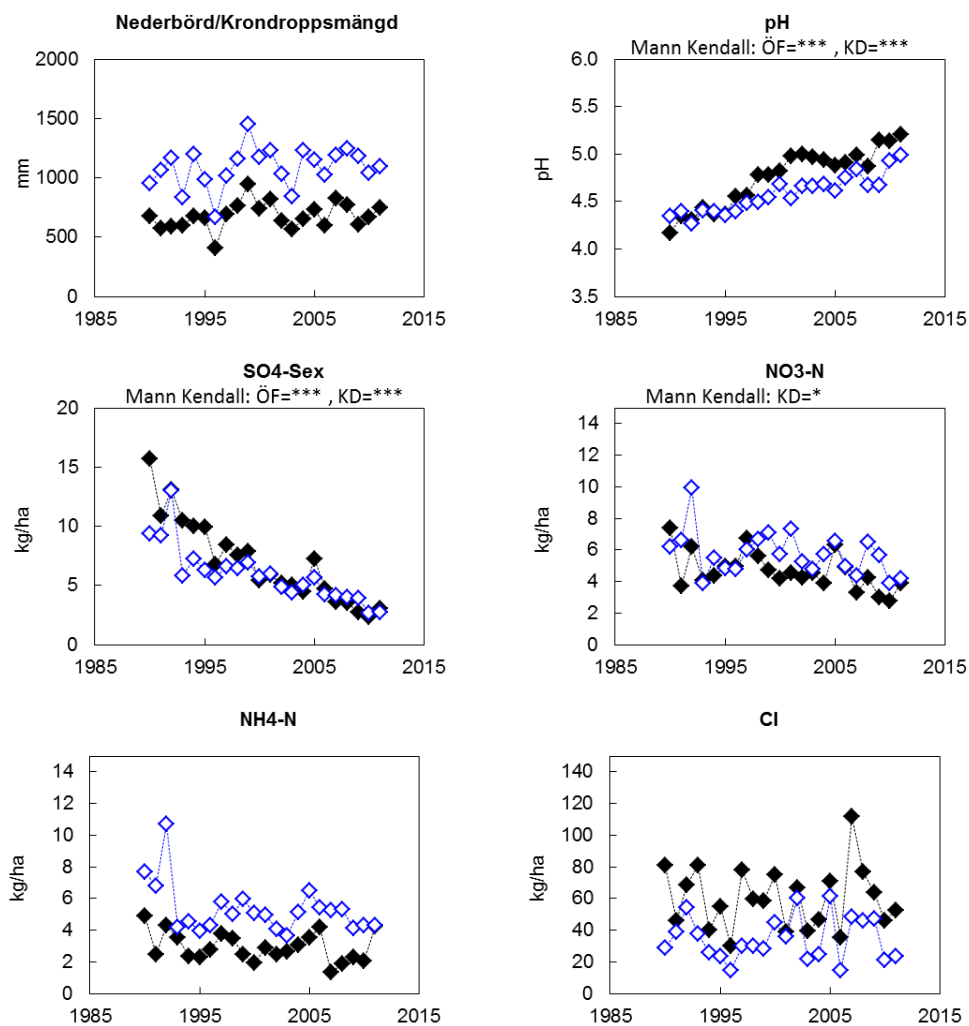 Nederbörd/Krondroppsmängd
2000
1500
1000
500
0
mm
1985 1995 2005 2015
pH
Mann Kendall: ÖF=*** , KD=***
6.0
5.5
5.0
4.5
4.0
3.5
pH
1985 1995 2005 2015
SO4-Sex
Mann Kendall: ÖF=*** , KD=***
20
15
10
5
0
kg/ha
1985 1995 2005 2015
NO3-N
Mann Kendall: KD=*
14
12
10
8
6
4
2
0
kg/ha
1985 1995 2005 2015
NH4-N
14
12
10
8
6
4
2
0
kg/ha
1985 1995 2005 2015
Cl
140
120
100
80
60
40
20
0
kg/ha
1985 1995 2005 2015